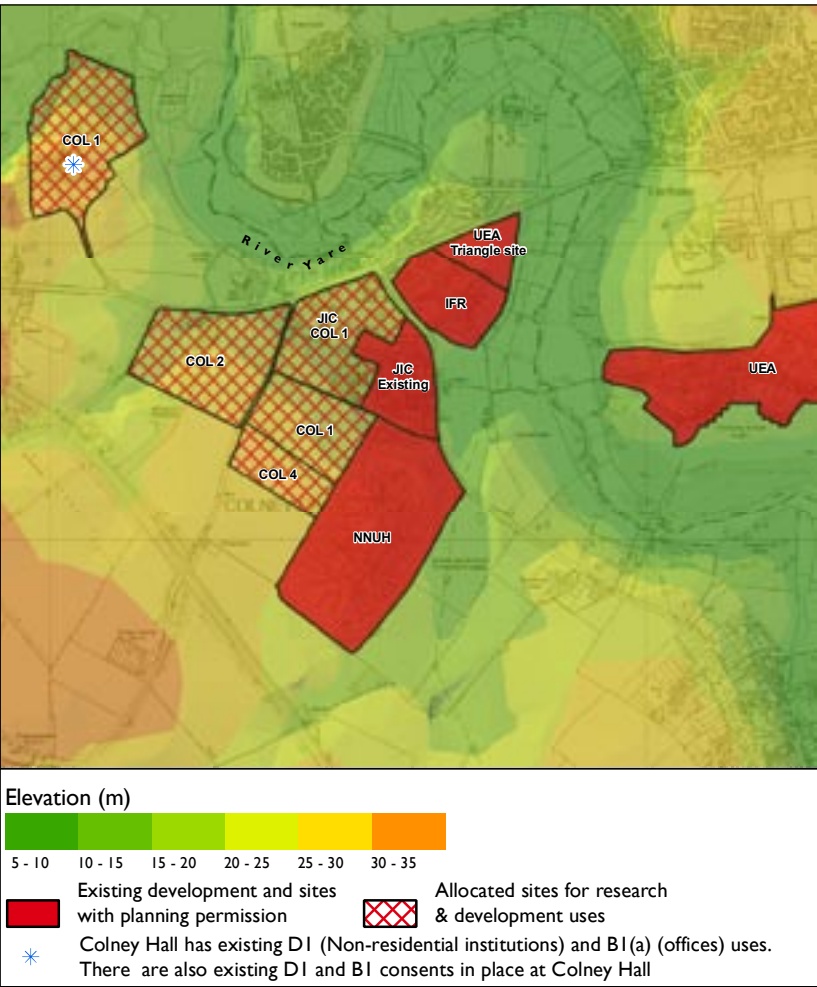 COL 1
River Yare
UEA
Triangle site
IFR
JIC
COL 1
COL 2
JIC
Existing
UEA
COL 1
COL 4
NNUH
Elevation (m)
5 - 10 10 - 15 15 - 20 20 - 25 25 - 30 30 - 35
Existing development and sites
with planning permission
Allocated sites for research
& development uses
Colney Hall has existing D1 (Non-residential institutions) and B1(a) (offices) uses.
There are also existing D1 and B1 consents in place at Colney Hall